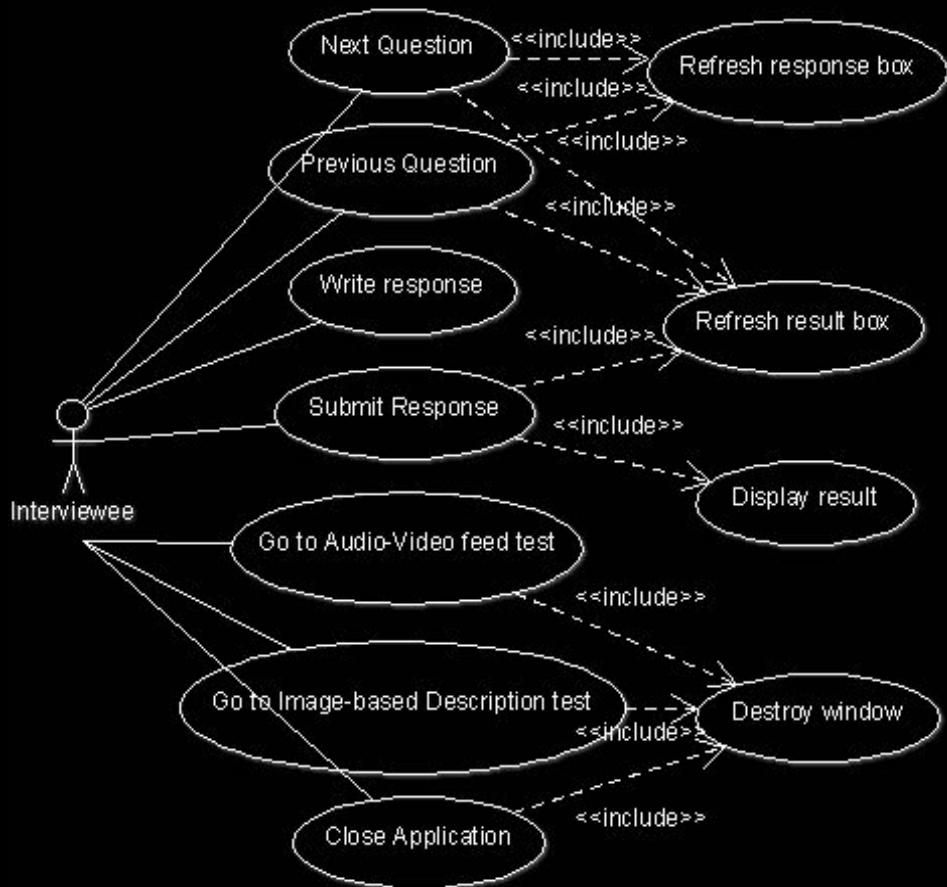 Next Question
<<include>>
Refresh response box
<<include>>
<<include>>
Previous Question
<<include>>
Write response
Refresh result box
<<include>>
Submit Response
<<include>>
Display result
Interviewee
Go to Audio-Video feed test
<<include>>
Go to Image-based Description test
Destroy window
<<include>>
<<include>>
Close Application